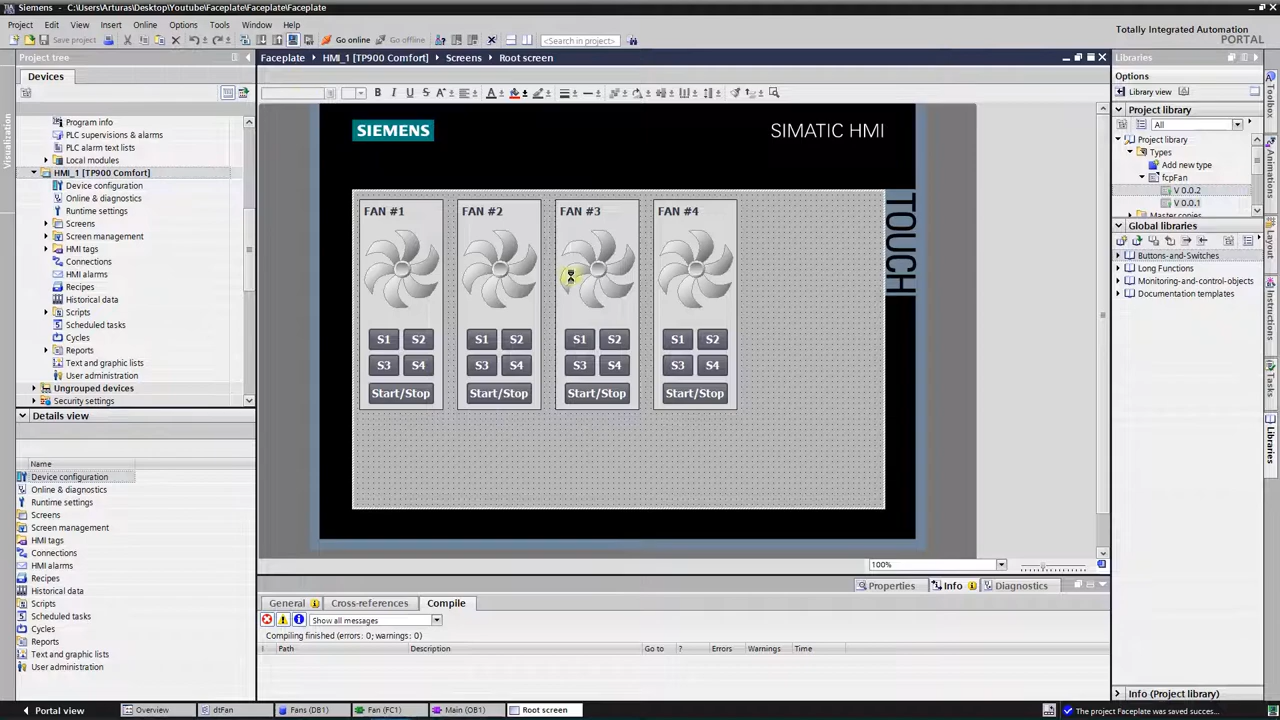 Siemens - C:\Users\Arturas\Desktop\Youtube\Faceplate\Faceplate\Faceplate
Project Edit View Insert Online Options Tools Window Help
Totally Integrated Automation
PORTAL
Save project Go online Go offline <Search in project>
Project tree
Faceplate HMI_1 [TP900 Comfort] Screens Root screen
Libraries
Devices
Options
Library view
Visualization
Program info
PLC supervisions & alarms
PLC alarm text lists
Local modules
HMI_1 [TP900 Comfort]
Device configuration
Online & diagnostics
Runtime settings
Screens
Screen management
HMI tags
Connections
HMI alarms
Recipes
Historical data
Scripts
Scheduled tasks
Cycles
Reports
Text and graphic lists
User administration
Ungrouped devices
Security settings
Details view
Name
Device configuration
Online & diagnostics
Runtime settings
Screens
Screen management
HMI tags
Connections
HMI alarms
Recipes
Historical data
Scripts
Scheduled tasks
Cycles
Reports
Text and graphic lists
User administration
SIEMENS
SIMATIC HMI
TOUCH
FAN #1 FAN #2 FAN #3 FAN #4
S1 S2 S1 S2 S1 S2 S1 S2
S3 S4 S3 S4 S3 S4 S3 S4
Start/Stop Start/Stop Start/Stop Start/Stop
100%
Properties Info Diagnostics
General Cross-references Compile
Show all messages
Compiling finished (errors: 0; warnings: 0)
! Path Description Go to ? Errors Warnings Time
Project library
All
Project library
Types
Add new type
fcpFan
V 0.0.2
V 0.0.1
Master copies
Global libraries
Buttons-and-Switches
Long Functions
Monitoring-and-control-objects
Documentation templates
Info (Project library)
Toolbox
Animations
Layout
Tasks
Libraries
Portal view Overview dtFan Fans (DB1) Fan (FC1) Main (OB1) Root screen
The project Faceplate was saved succes...